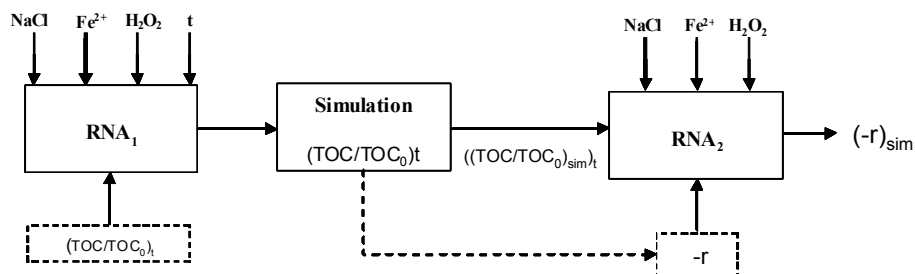 NaCl Fe²⁺ H₂O₂ t
RNA₁
(TOC/TOC₀)ₜ
Simulation
(TOC/TOC₀)t
((TOC/TOC₀)ₛᵢₘ)ₜ
NaCl Fe²⁺ H₂O₂
RNA₂
-r
(-r)ₛᵢₘ